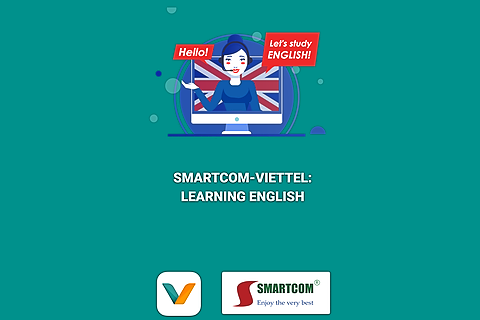 Hello!
Let's study
ENGLISH!
SMARTCOM-VIETTEL:
LEARNING ENGLISH
SMARTCOM®
Enjoy the very best